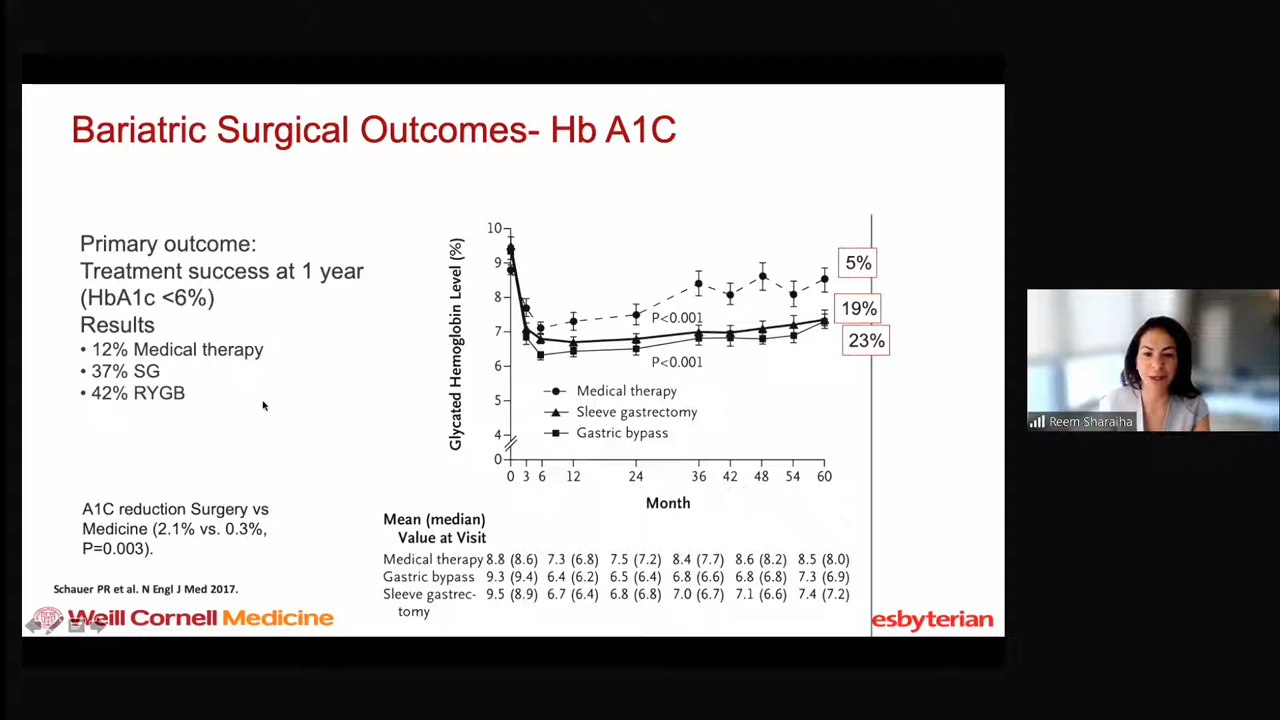 Bariatric Surgical Outcomes- Hb A1C
Primary outcome:
Treatment success at 1 year
(HbA1c <6%)
Results
• 12% Medical therapy
• 37% SG
• 42% RYGB
A1C reduction Surgery vs
Medicine (2.1% vs. 0.3%,
P=0.003).
Schauer PR et al. N Engl J Med 2017.
Weill Cornell Medicine
Glycated Hemoglobin Level (%)
10
9
8
7
6
5
4
0
P<0.001
P<0.001
Medical therapy
Sleeve gastrectomy
Gastric bypass
0 3 6 12 24 36 42 48 54 60
Month
5%
19%
23%
Mean (median)
Value at Visit
Medical therapy 8.8 (8.6) 7.3 (6.8) 7.5 (7.2) 8.4 (7.7) 8.6 (8.2) 8.5 (8.0)
Gastric bypass 9.3 (9.4) 6.4 (6.2) 6.5 (6.4) 6.8 (6.6) 6.8 (6.8) 7.3 (6.9)
Sleeve gastrec- 9.5 (8.9) 6.7 (6.4) 6.8 (6.8) 7.0 (6.7) 7.1 (6.6) 7.4 (7.2)
tomy
esbyterian
Reem Sharaiha